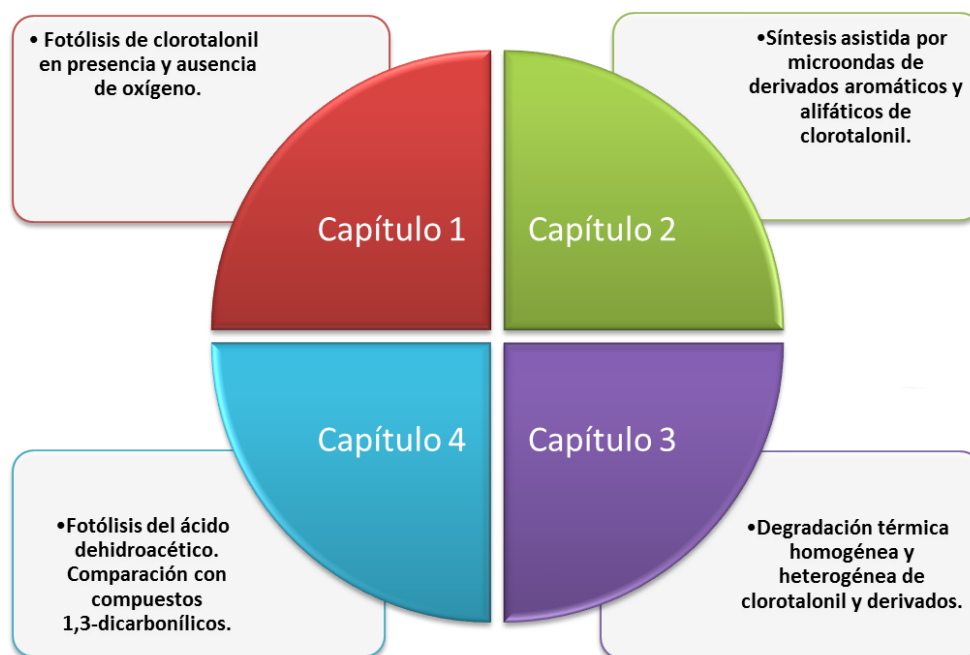 • Fotólisis de clorotalonil
en presencia y ausencia
de oxígeno.
Capítulo 1
•Síntesis asistida por
microondas de
derivados aromáticos y
alifáticos de
clorotalonil.
Capítulo 2
Capítulo 4
•Fotólisis del ácido
dehidroacético.
Comparación con
compuestos
1,3-dicarbonílicos.
Capítulo 3
•Degradación térmica
homogénea y
heterogénea de
clorotalonil y derivados.